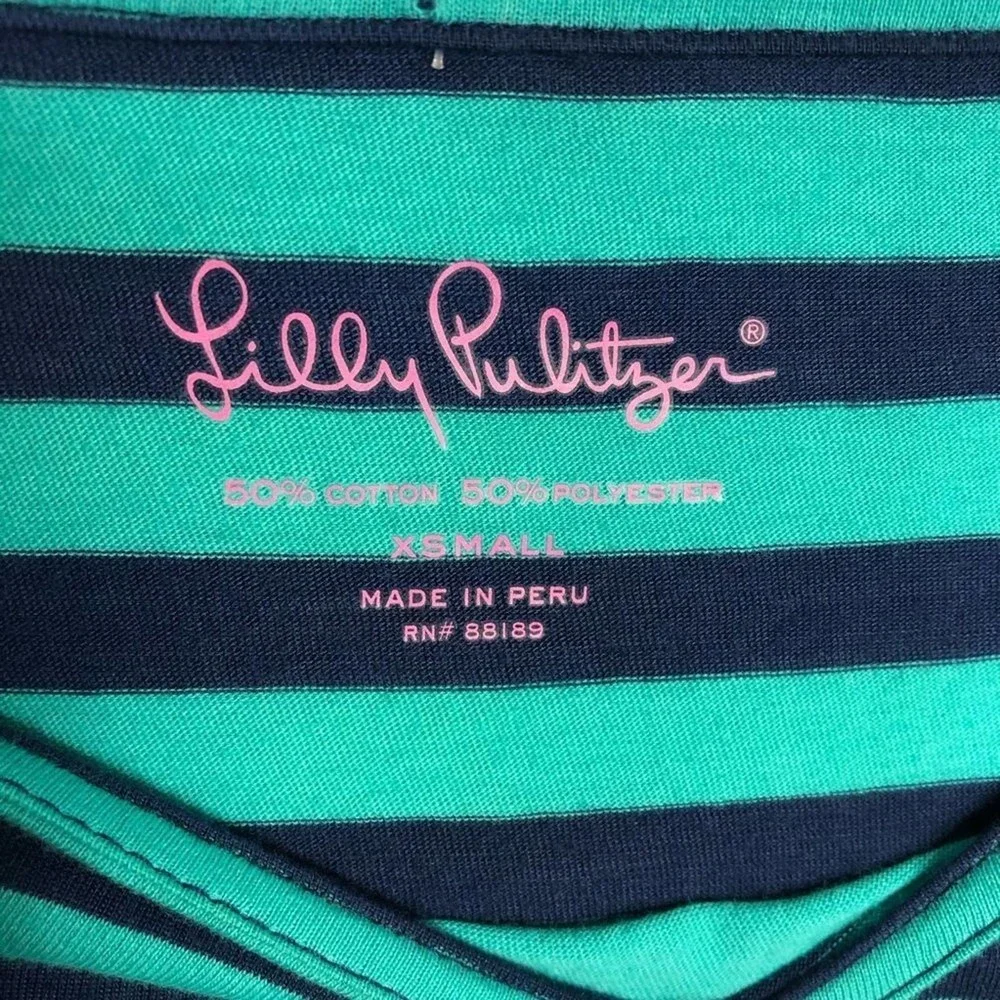 Lilly Pulitzer®
50% COTTON 50% POLYESTER
XSMALL
MADE IN PERU
RN# 88189